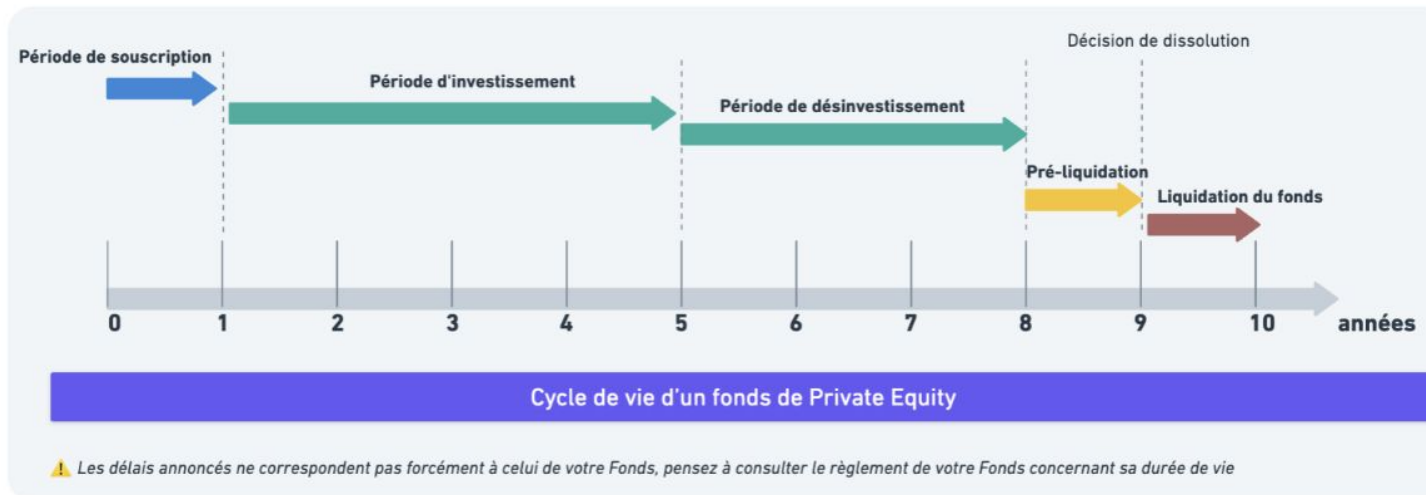 Décision de dissolution
Période de souscription
Période d'investissement
Période de désinvestissement
Pré-liquidation
Liquidation du fonds
0 1 2 3 4 5 6 7 8 9 10 années
Cycle de vie d'un fonds de Private Equity
⚠️ Les délais annoncés ne correspondent pas forcément à celui de votre Fonds, pensez à consulter le règlement de votre Fonds concernant sa durée de vie